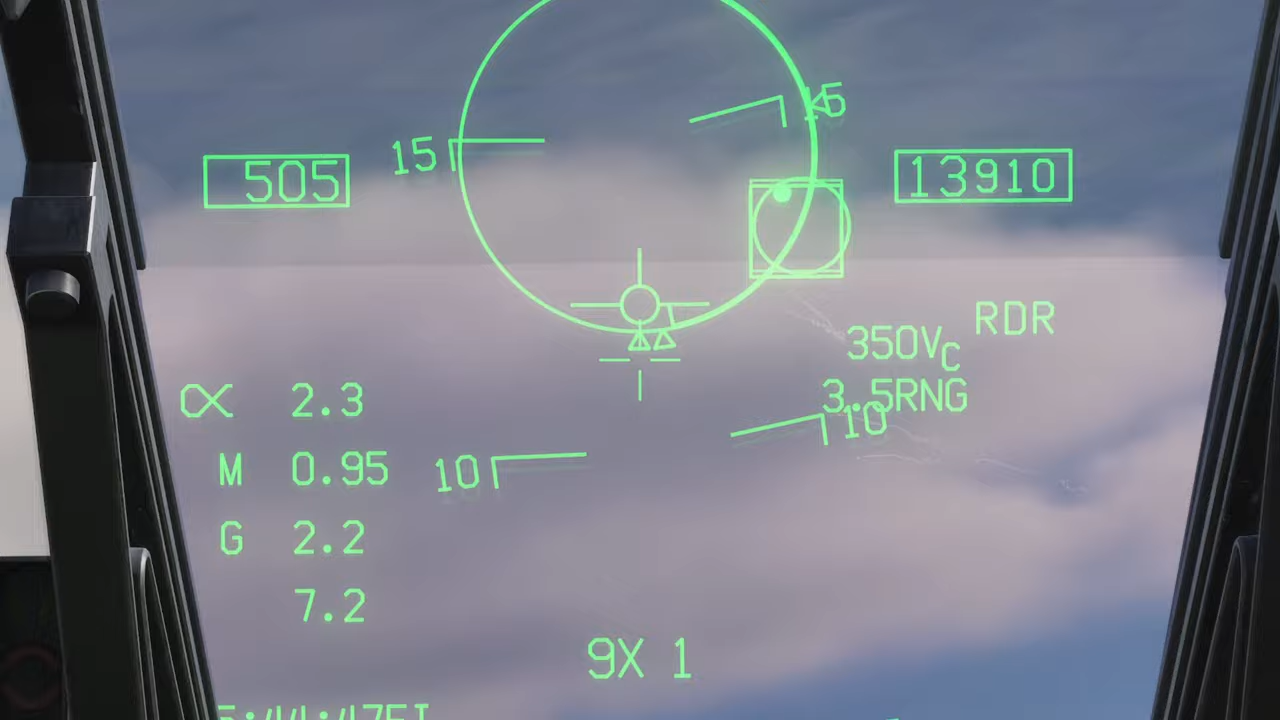 15
505
15
13910
RDR
350VC
3.5RNG
α 2.3
10
M 0.95
10
G 2.2
7.2
9X 1